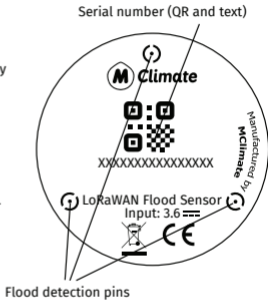 Serial number (QR and text)
y
M Climate
XXXXXXXXXXXXXXXXX
Manufactured by
MClimate
LoRaWAN Flood Sensor
Input: 3.6
CE
Flood detection pins